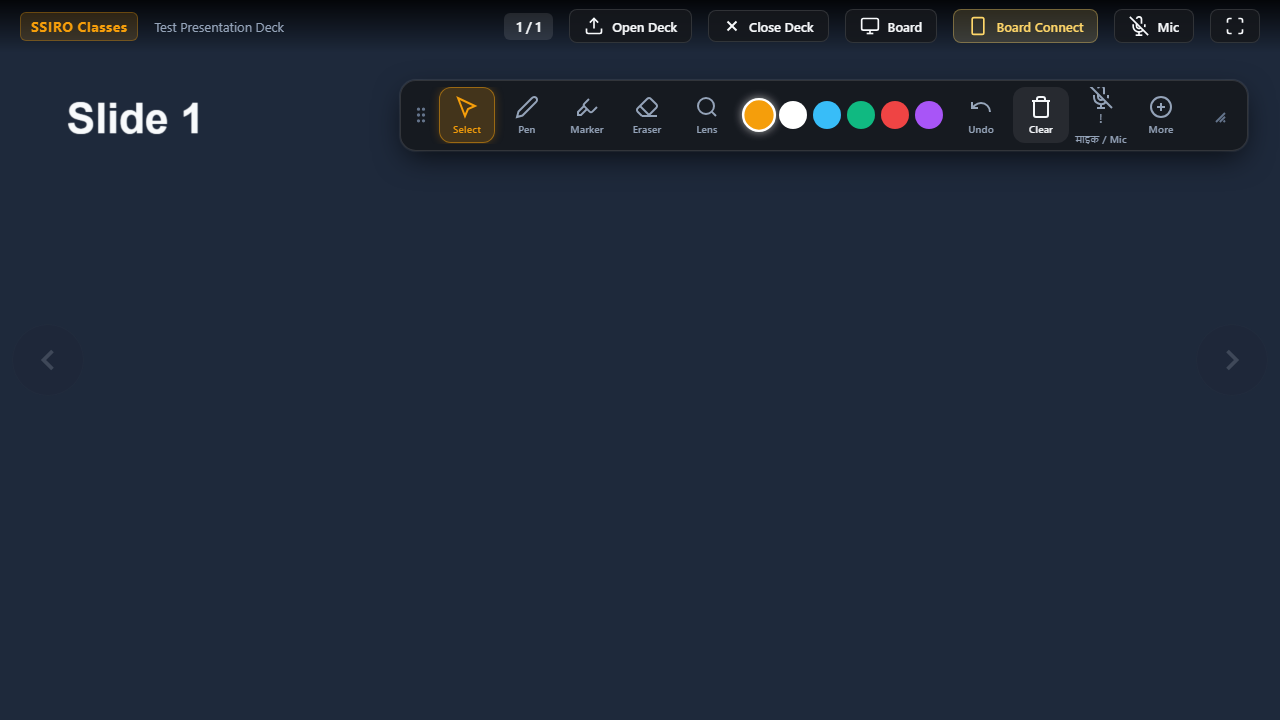 SSIRO Classes Test Presentation Deck 1 / 1 Open Deck Close Deck Board Board Connect Mic
Slide 1
Select Pen Marker Eraser Lens Undo Clear ! More
माइक / Mic